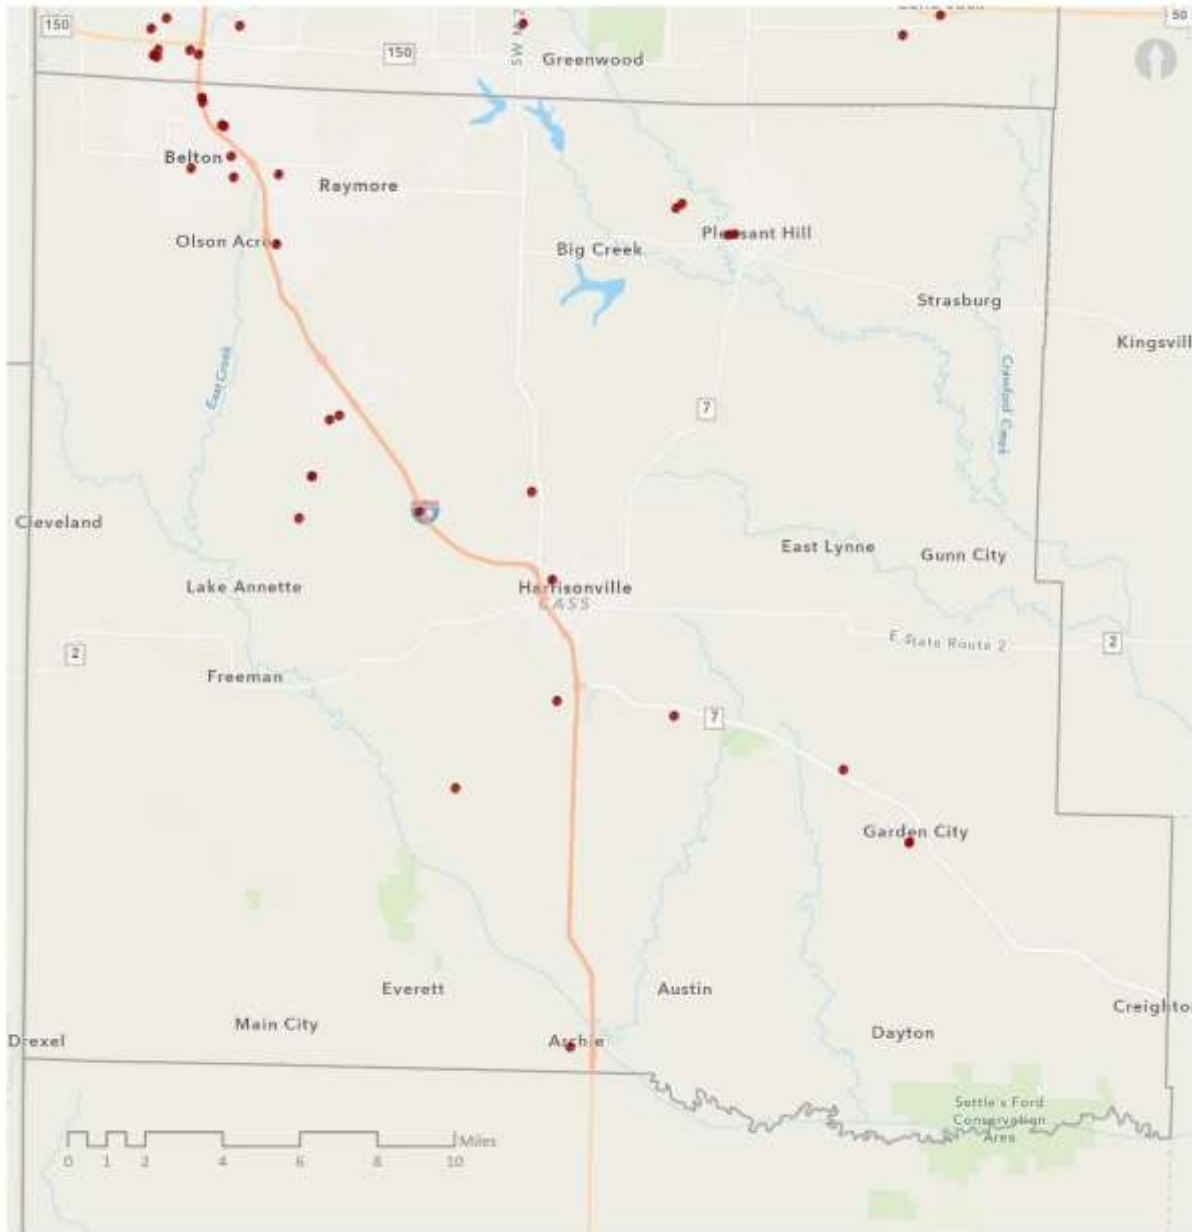 150
50
SW N
150
Greenwood
Belton
Raymore
Pleasant Hill
Olson Acre
Big Creek
Strasburg
Kingsvill
East Creek
Crawford Creek
7
Cleveland
East Lynne
Gunn City
Lake Annette
Harrisonville
CASS
E State Route 2
2
2
Freeman
7
Garden City
Everett
Austin
Creighto
Main City
Dayton
Drexel
Archie
Settle's Ford
Conservation
Area
Miles
0 1 2 4 6 8 10